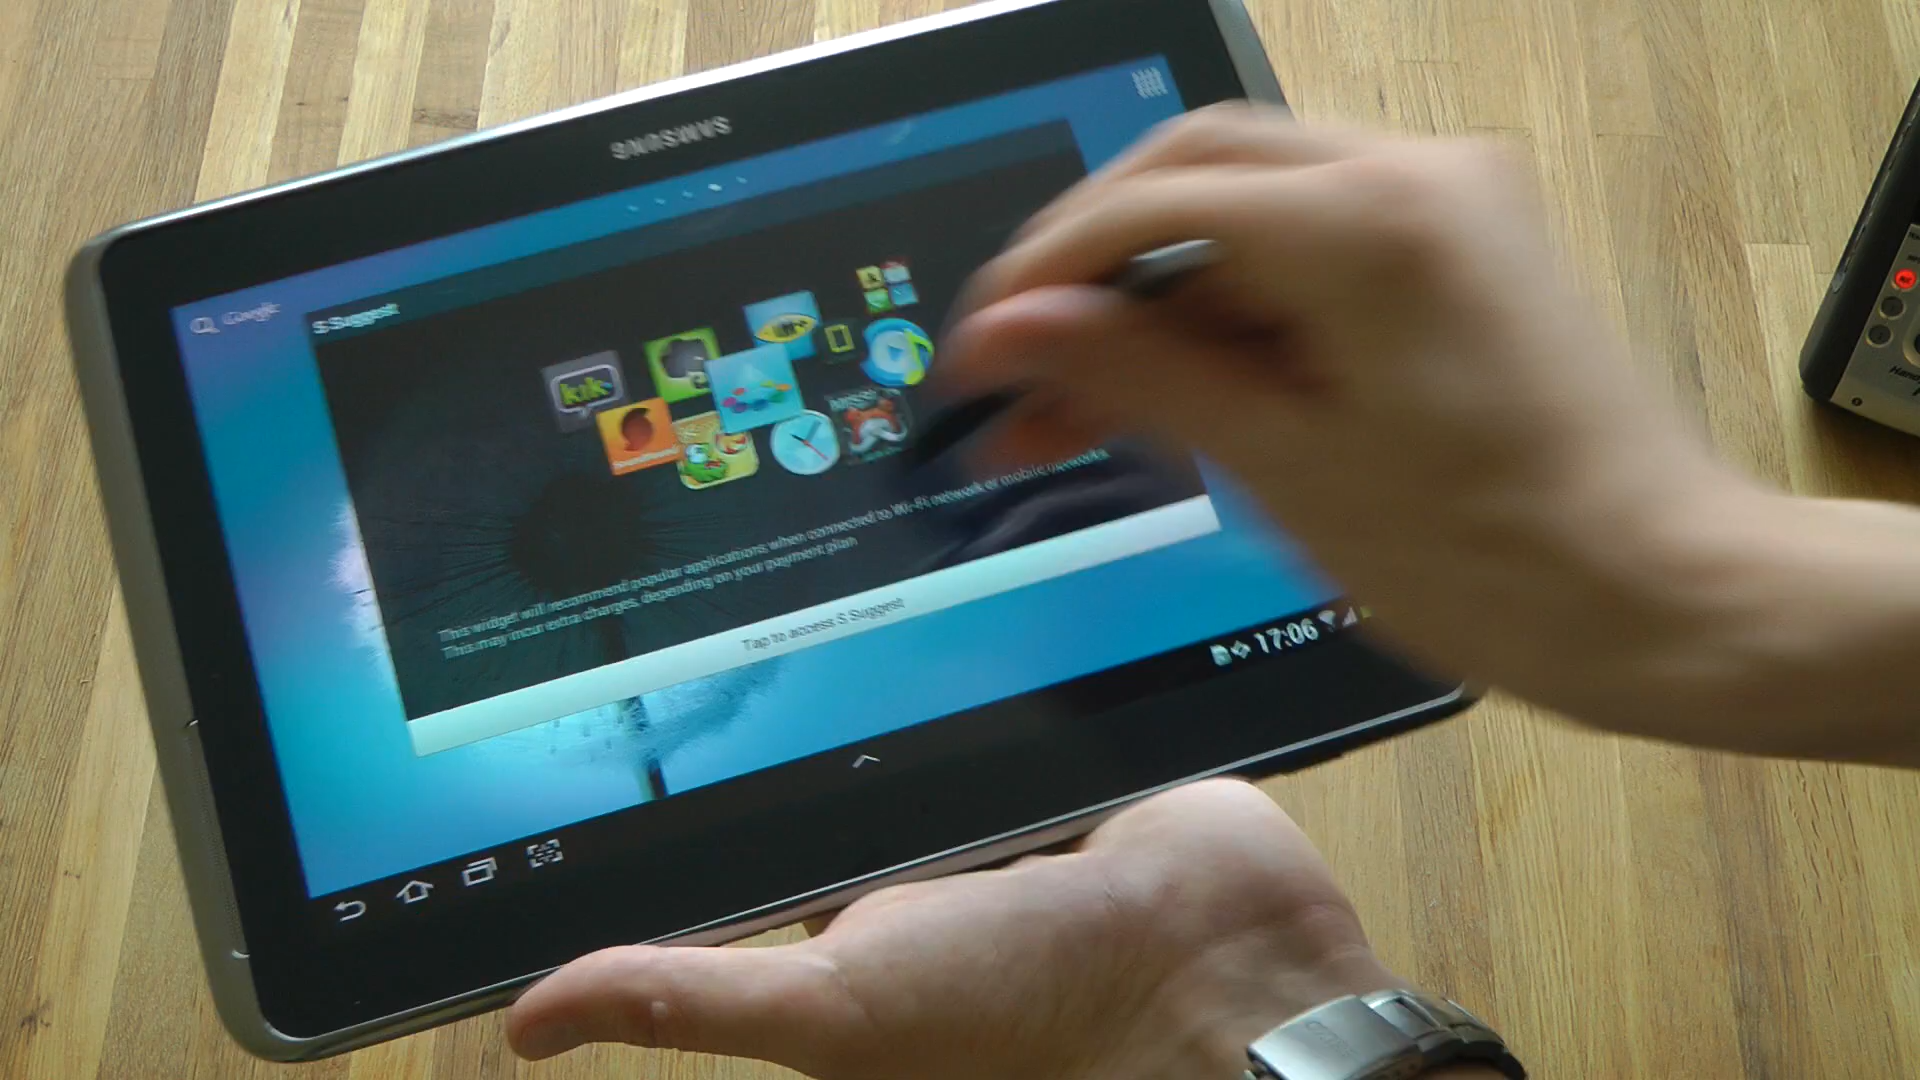 SAMSUNG
Google
S Suggest
kik
This widget will recommend popular applications when connected to Wi-Fi network or mobile networks.
This may incur extra charges, depending on your payment plan
Tap to access S Suggest
17:06